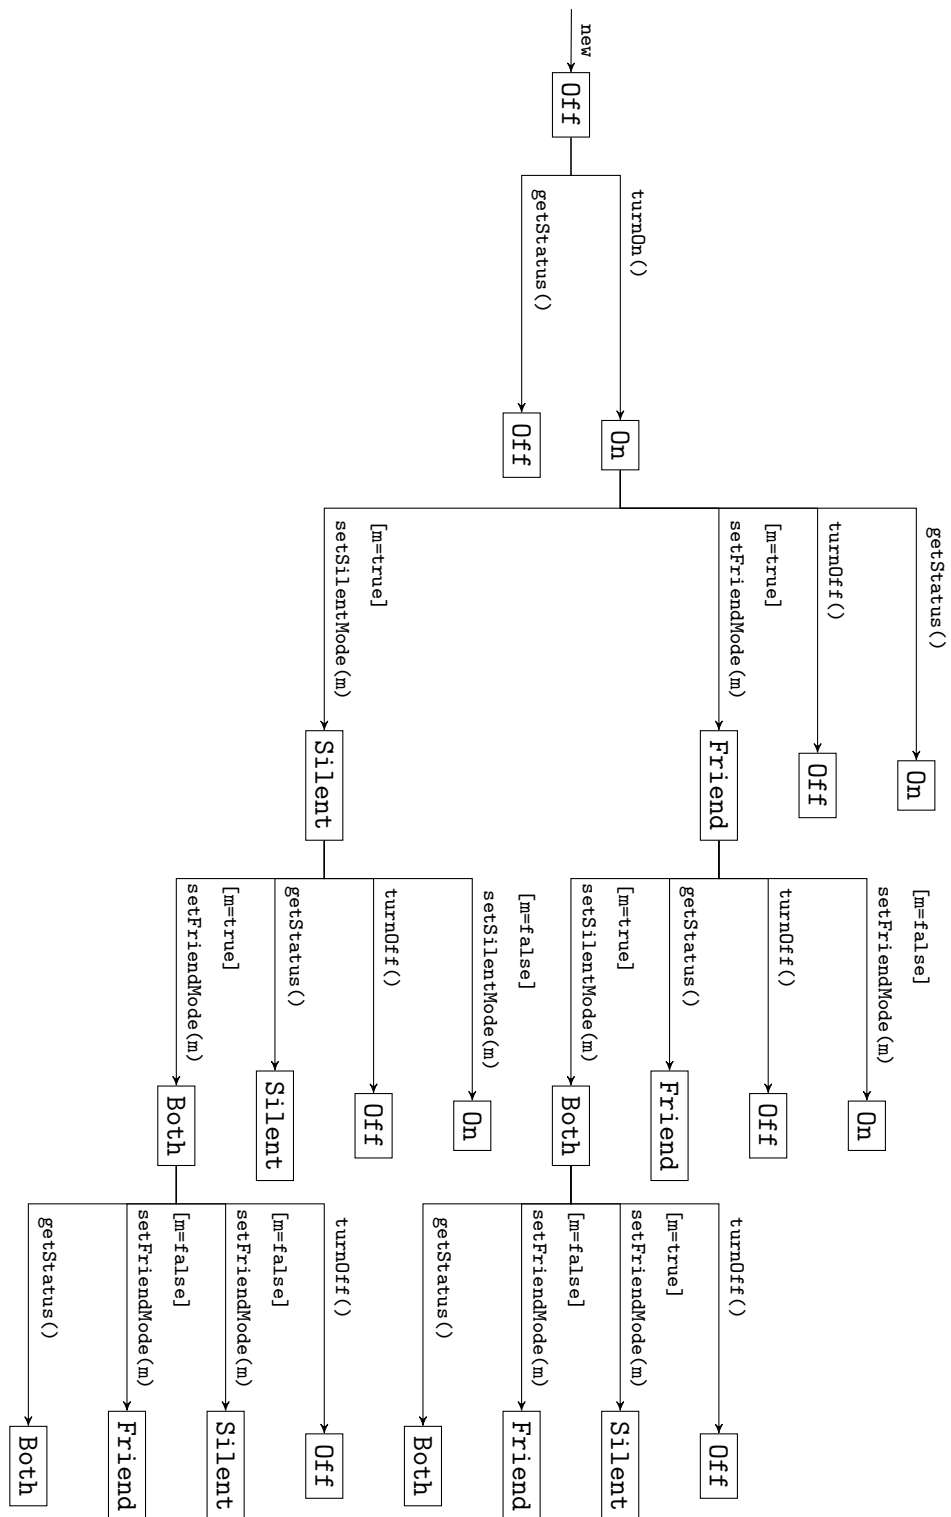 new
Off
turnOn()
getStatus()
On
Off
getStatus()
turnOff()
[m=true]
setFriendMode(m)
[m=true]
setSilentMode(m)
On
Off
Friend
Silent
[m=false]
setFriendMode(m)
turnOff()
getStatus()
[m=true]
setSilentMode(m)
[m=false]
setSilentMode(m)
turnOff()
getStatus()
[m=true]
setFriendMode(m)
On
Off
Friend
Both
On
Off
Silent
Both
turnOff()
[m=true]
setFriendMode(m)
[m=false]
setFriendMode(m)
getStatus()
turnOff()
[m=false]
setFriendMode(m)
[m=false]
setFriendMode(m)
getStatus()
Off
Silent
Friend
Both
Off
Silent
Friend
Both